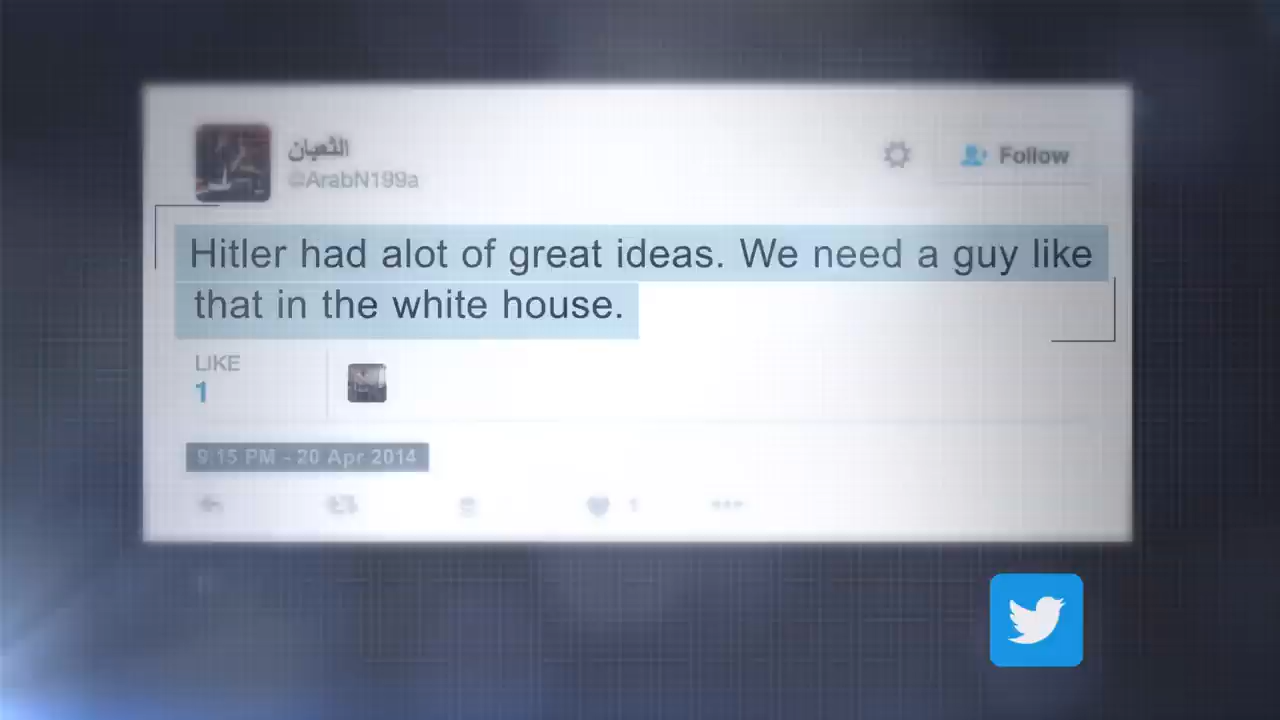 الثعبان
@ArabN199a
Follow
Hitler had alot of great ideas. We need a guy like
that in the white house.
LIKE
1
9:15 PM - 20 Apr 2014
1